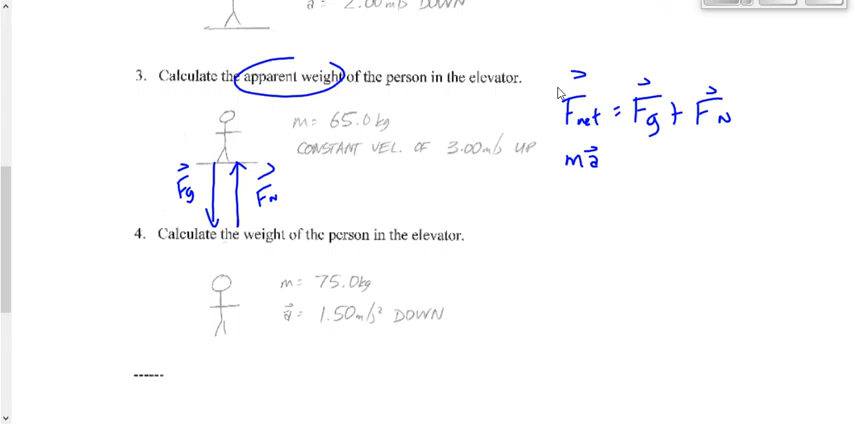 a = 2.00m/s DOWN
3. Calculate the apparent weight of the person in the elevator.
F net = Fg + FN
ma
m = 65.0kg
CONSTANT VEL. OF 3.00m/s UP
Fg
FN
4. Calculate the weight of the person in the elevator.
m = 75.0kg
a = 1.50m/s² DOWN
------